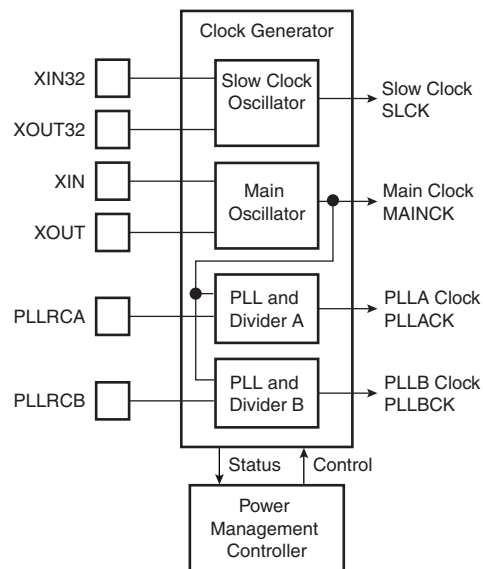 Clock Generator
XIN32
XOUT32
Slow Clock
Oscillator
Slow Clock
SLCK
XIN
XOUT
Main
Oscillator
Main Clock
MAINCK
PLLRCA
PLL and
Divider A
PLLA Clock
PLLACK
PLLRCB
PLL and
Divider B
PLLB Clock
PLLBCK
Status
Control
Power
Management
Controller